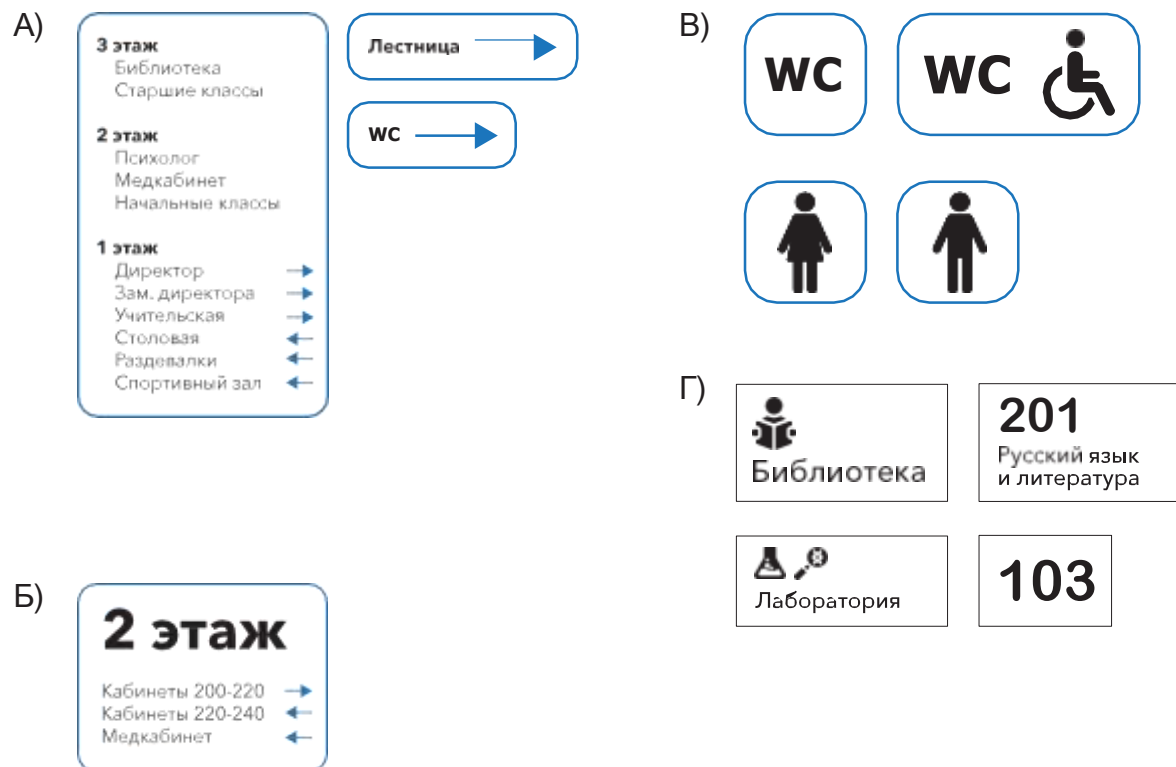 А)
3 этаж
Библиотека
Старшие классы
2 этаж
Психолог
Медкабинет
Начальные классы
1 этаж
Директор
Зам. директора
Учительская
Столовая
Раздевалки
Спортивный зал
Лестница
WC
Б)
2 этаж
Кабинеты 200-220
Кабинеты 220-240
Медкабинет
В)
WC
WC
Г)
Библиотека
201
Русский язык
и литература
Лаборатория
103